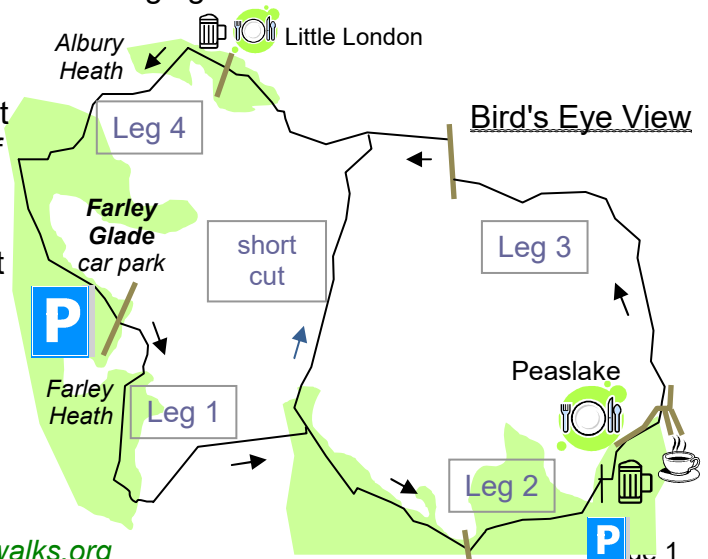 Little London
Albury
Heath
Bird's Eye View
Leg 4
Farley
Glade
car park
short
cut
Leg 3
P
Peaslake
Farley
Heath
Leg 1
Leg 2
walks.org
P
1